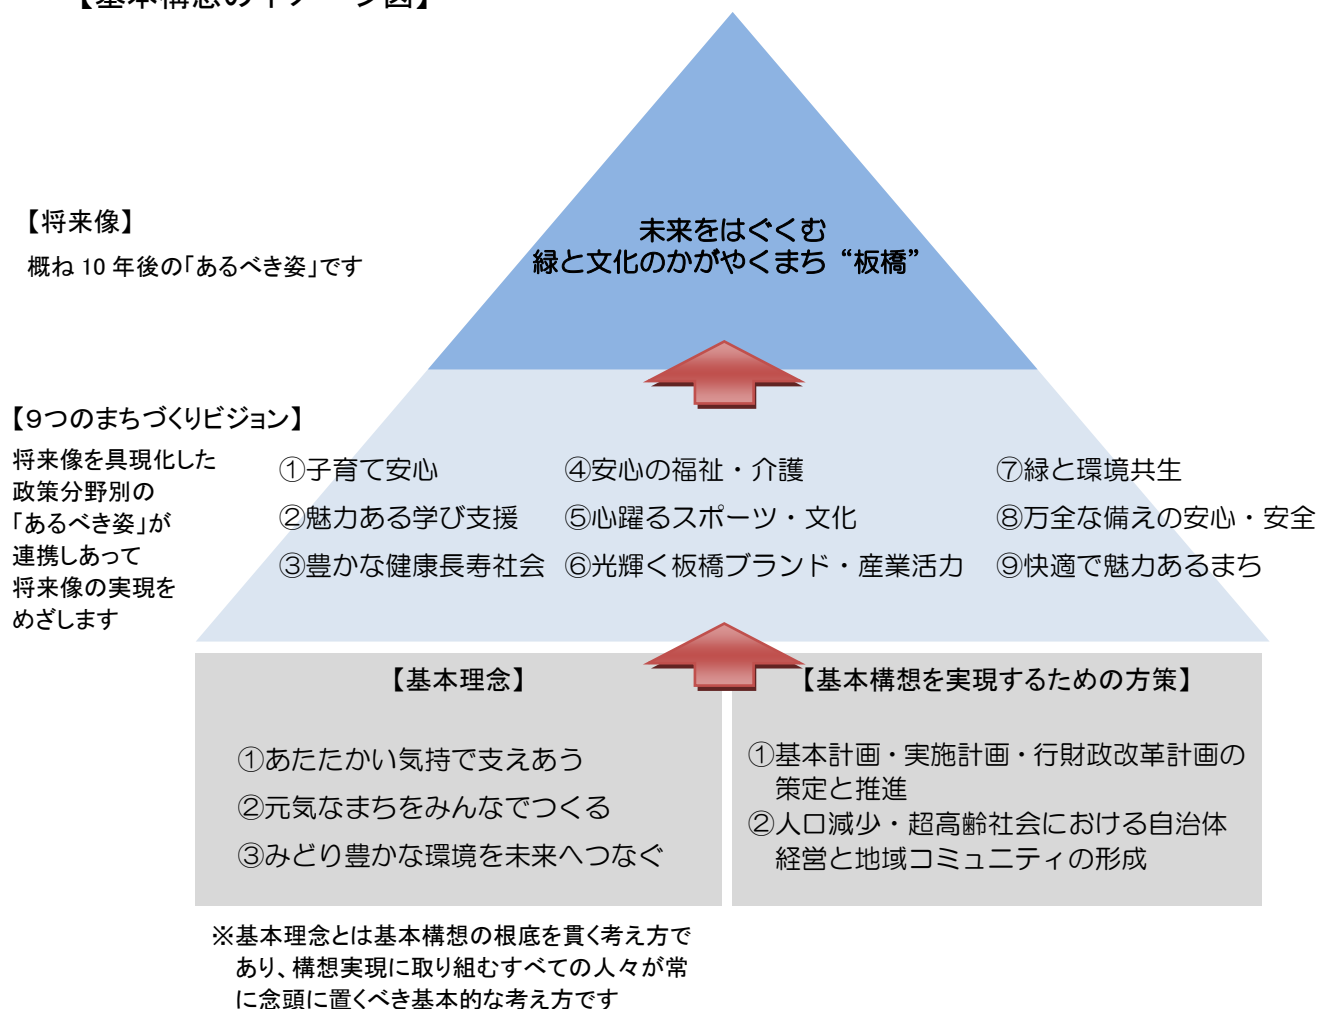 【基本構想のイメージ図】
【将来像】
概ね 10 年後の「あるべき姿」です
未来をはぐくむ
緑と文化のかがやくまち“板橋”
【9つのまちづくりビジョン】
将来像を具現化した
政策分野別の
「あるべき姿」が
連携しあって
将来像の実現を
めざします
①子育て安心
②魅力ある学び支援
③豊かな健康長寿社会
④安心の福祉・介護
⑤心躍るスポーツ・文化
⑥光輝く板橋ブランド・産業活力
⑦緑と環境共生
⑧万全な備えの安心・安全
⑨快適で魅力あるまち
【基本理念】
①あたたかい気持で支えあう
②元気なまちをみんなでつくる
③みどり豊かな環境を未来へつなぐ
【基本構想を実現するための方策】
①基本計画・実施計画・行財政改革計画の
策定と推進
②人口減少・超高齢社会における自治体
経営と地域コミュニティの形成
※基本理念とは基本構想の根底を貫く考え方で
あり、構想実現に取り組むすべての人々が常
に念頭に置くべき基本的な考え方です